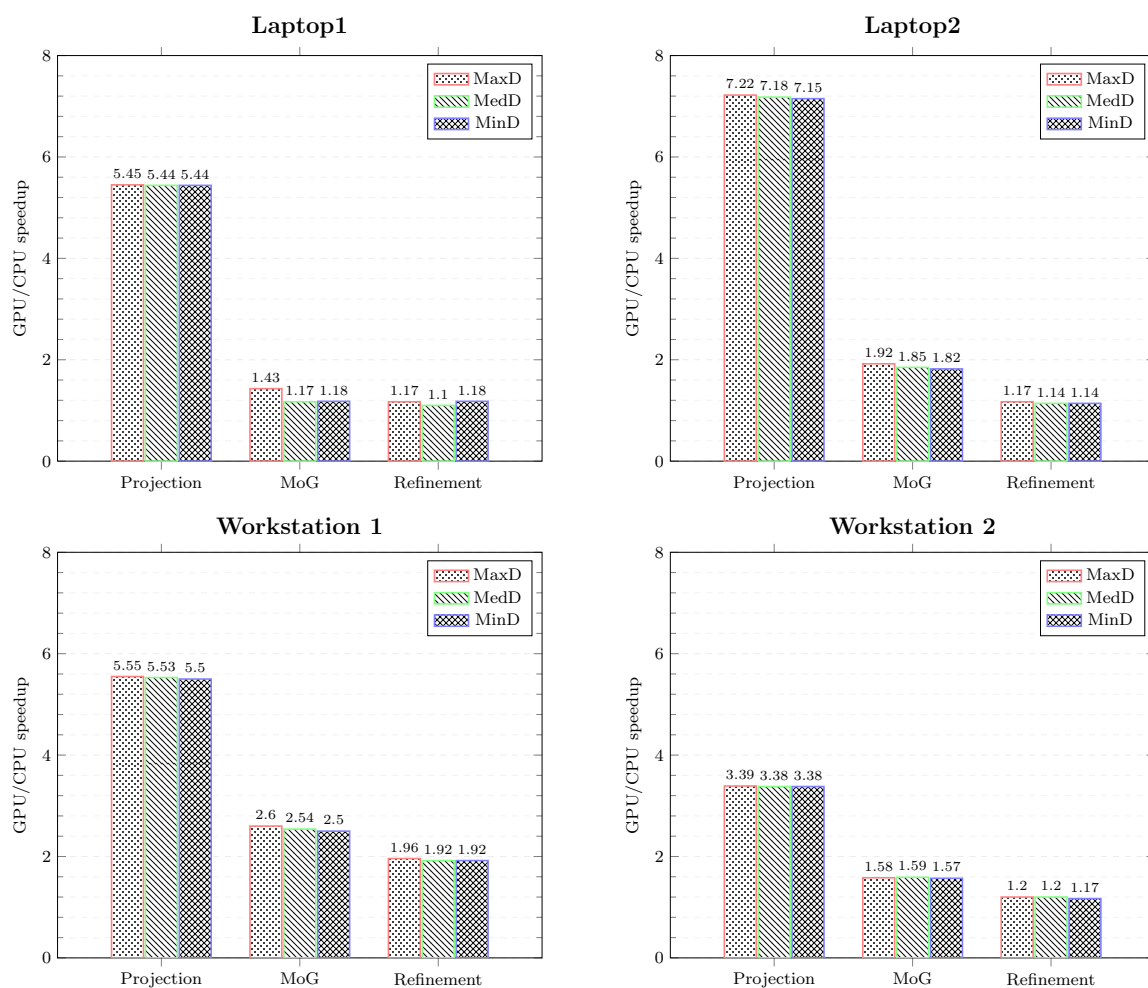 Laptop1
8
6
4
2
0
GPU/CPU speedup
MaxD
MedD
MinD
5.45 5.44 5.44
1.43 1.17 1.18
1.17 1.1 1.18
Projection MoG Refinement
Laptop2
8
6
4
2
0
GPU/CPU speedup
MaxD
MedD
MinD
7.22 7.18 7.15
1.92 1.85 1.82
1.17 1.14 1.14
Projection MoG Refinement
Workstation 1
8
6
4
2
0
GPU/CPU speedup
MaxD
MedD
MinD
5.55 5.53 5.5
2.6 2.54 2.5
1.96 1.92 1.92
Projection MoG Refinement
Workstation 2
8
6
4
2
0
GPU/CPU speedup
MaxD
MedD
MinD
3.39 3.38 3.38
1.58 1.59 1.57
1.2 1.2 1.17
Projection MoG Refinement